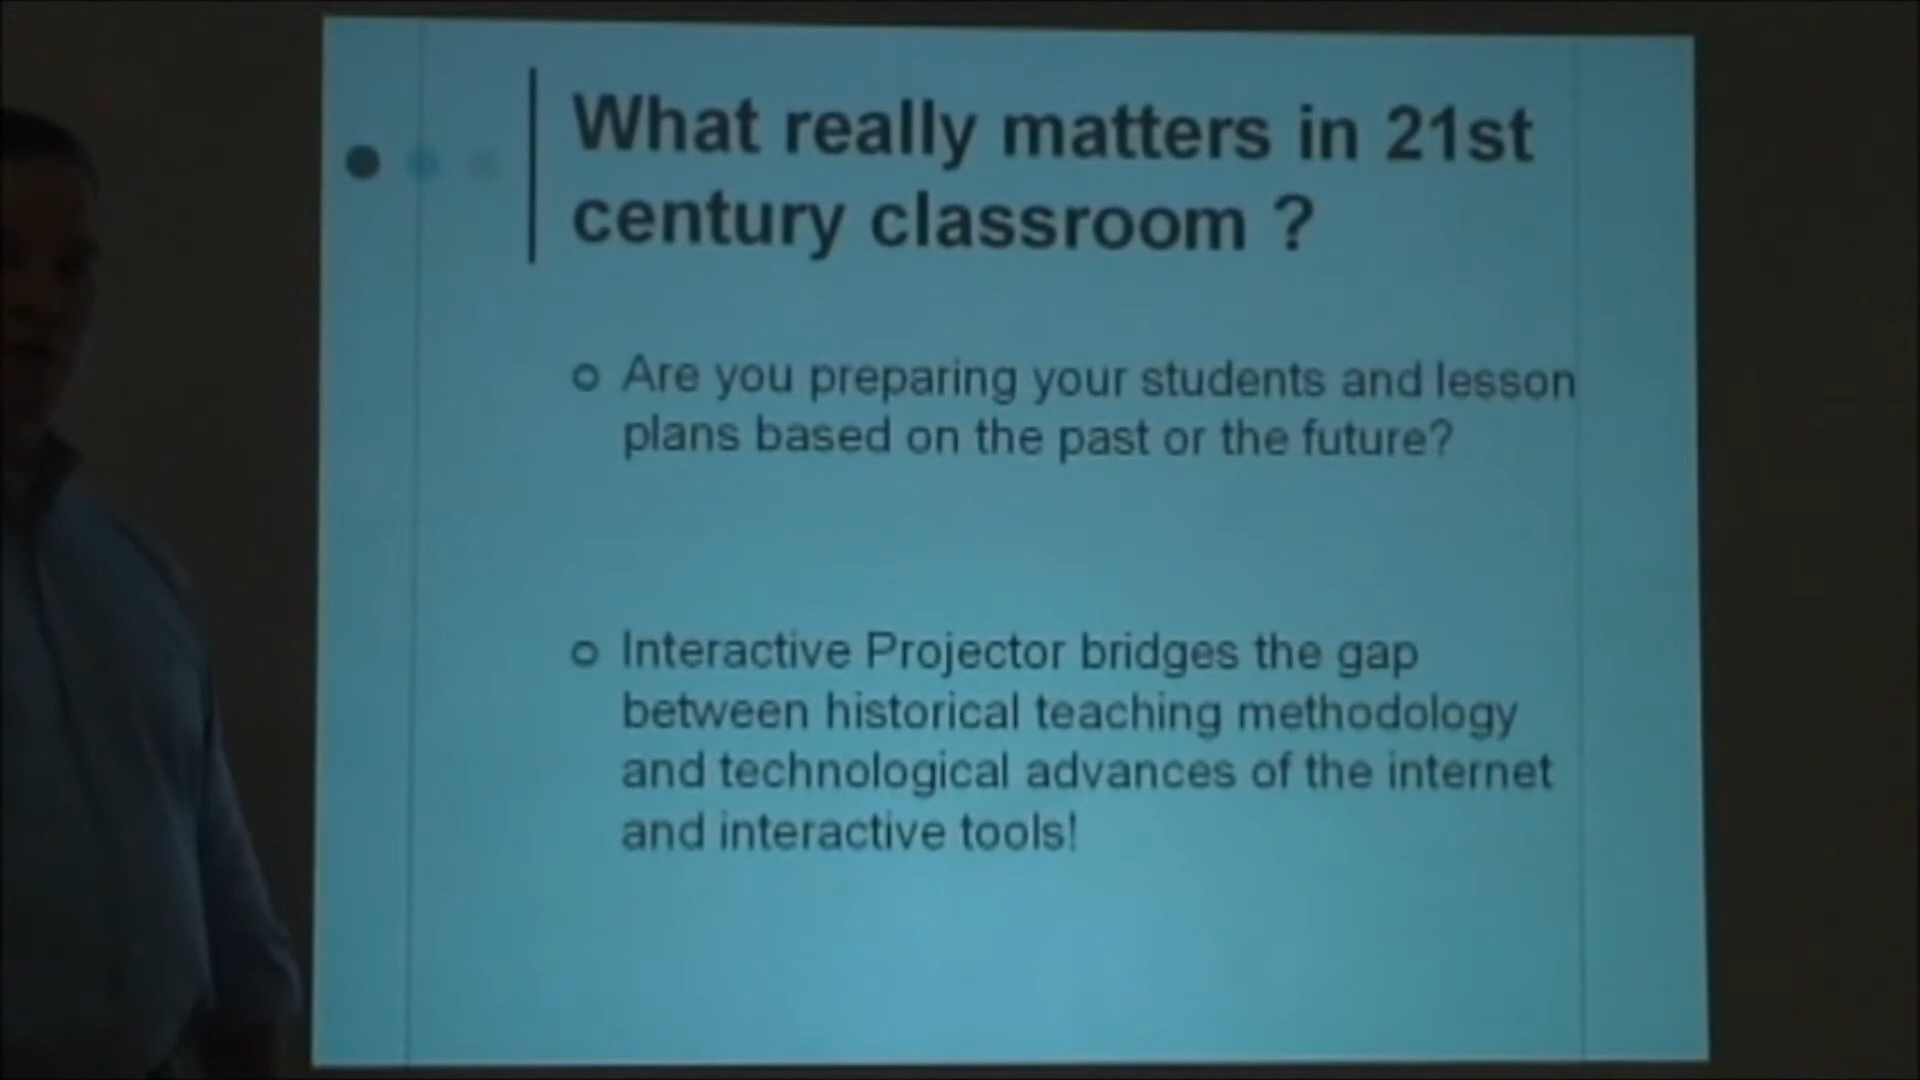 What really matters in 21st
century classroom ?
o Are you preparing your students and lesson
plans based on the past or the future?
o Interactive Projector bridges the gap
between historical teaching methodology
and technological advances of the internet
and interactive tools!